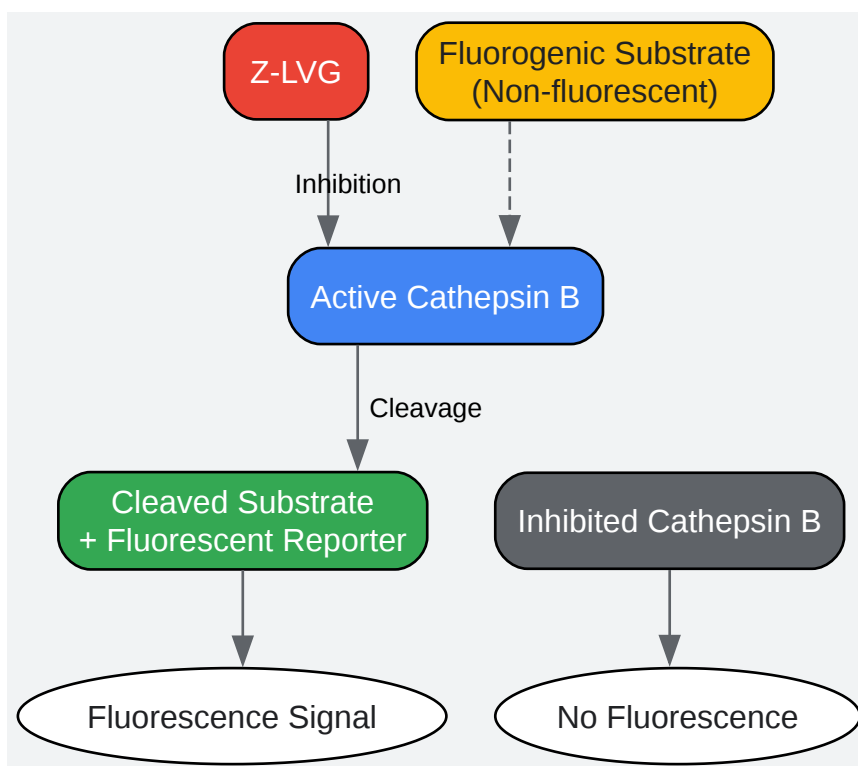 Z-LVG
Fluorogenic Substrate
(Non-fluorescent)
Inhibition
Active Cathepsin B
Cleavage
Cleaved Substrate
+ Fluorescent Reporter
Inhibited Cathepsin B
Fluorescence Signal
No Fluorescence